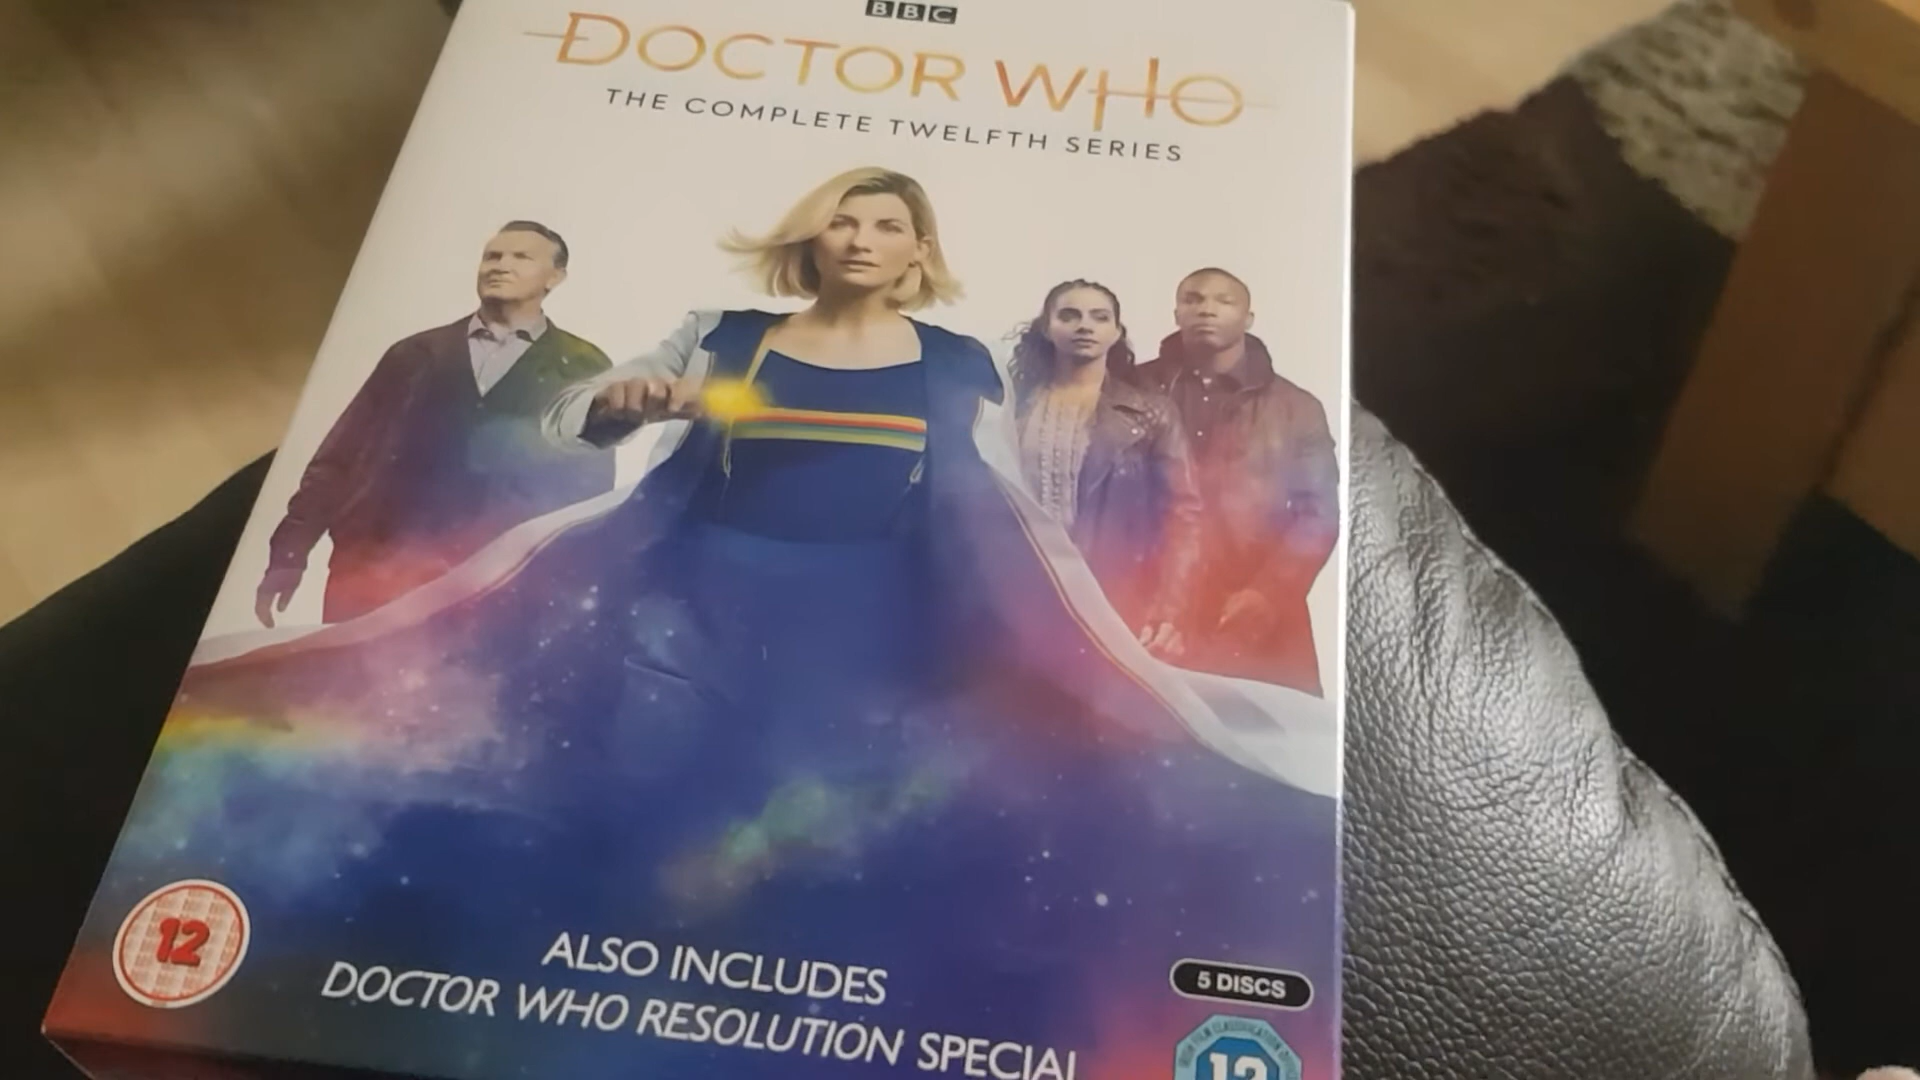 BBC
DOCTOR WHO
THE COMPLETE TWELFTH SERIES
12
ALSO INCLUDES
DOCTOR WHO RESOLUTION SPECIAL
5 DISCS
12